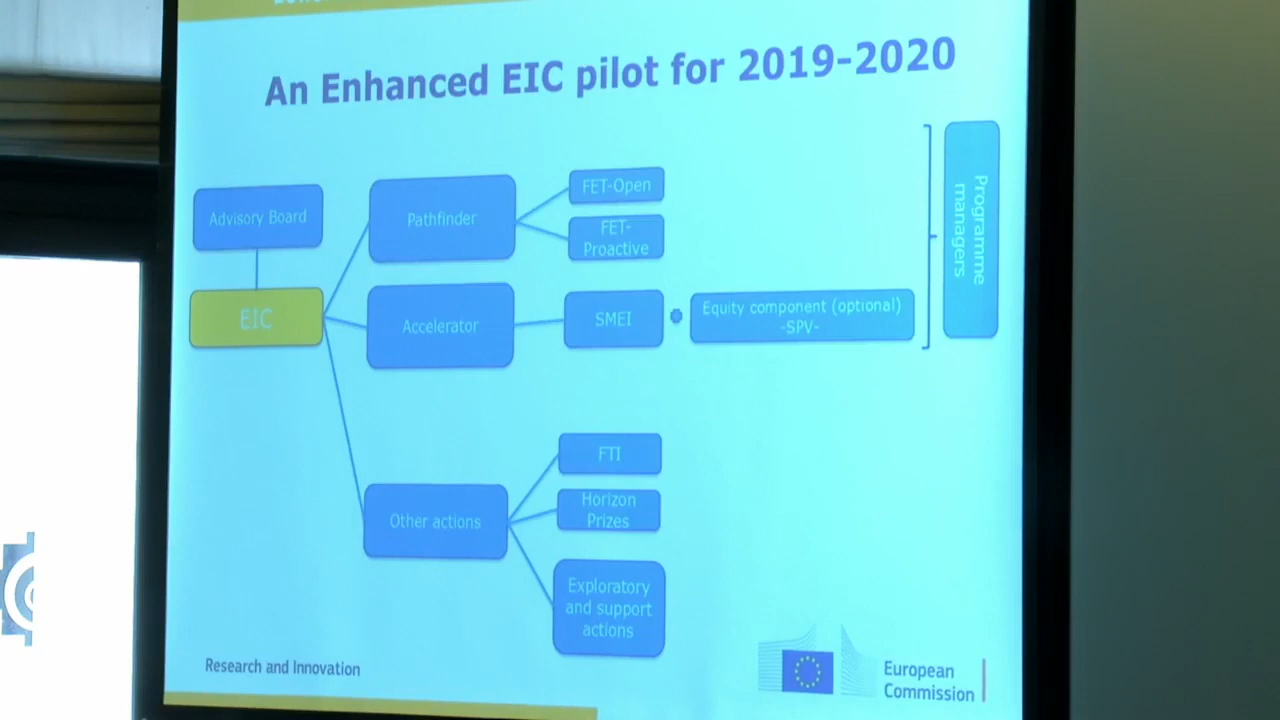 An Enhanced EIC pilot for 2019-2020
Advisory Board
EIC
Pathfinder
FET-Open
FET-
Proactive
Accelerator
SMEI
Equity component (optional)
-SPV-
Programme
managers
Other actions
FTI
Horizon
Prizes
Exploratory
and support
actions
Research and Innovation
European
Commission